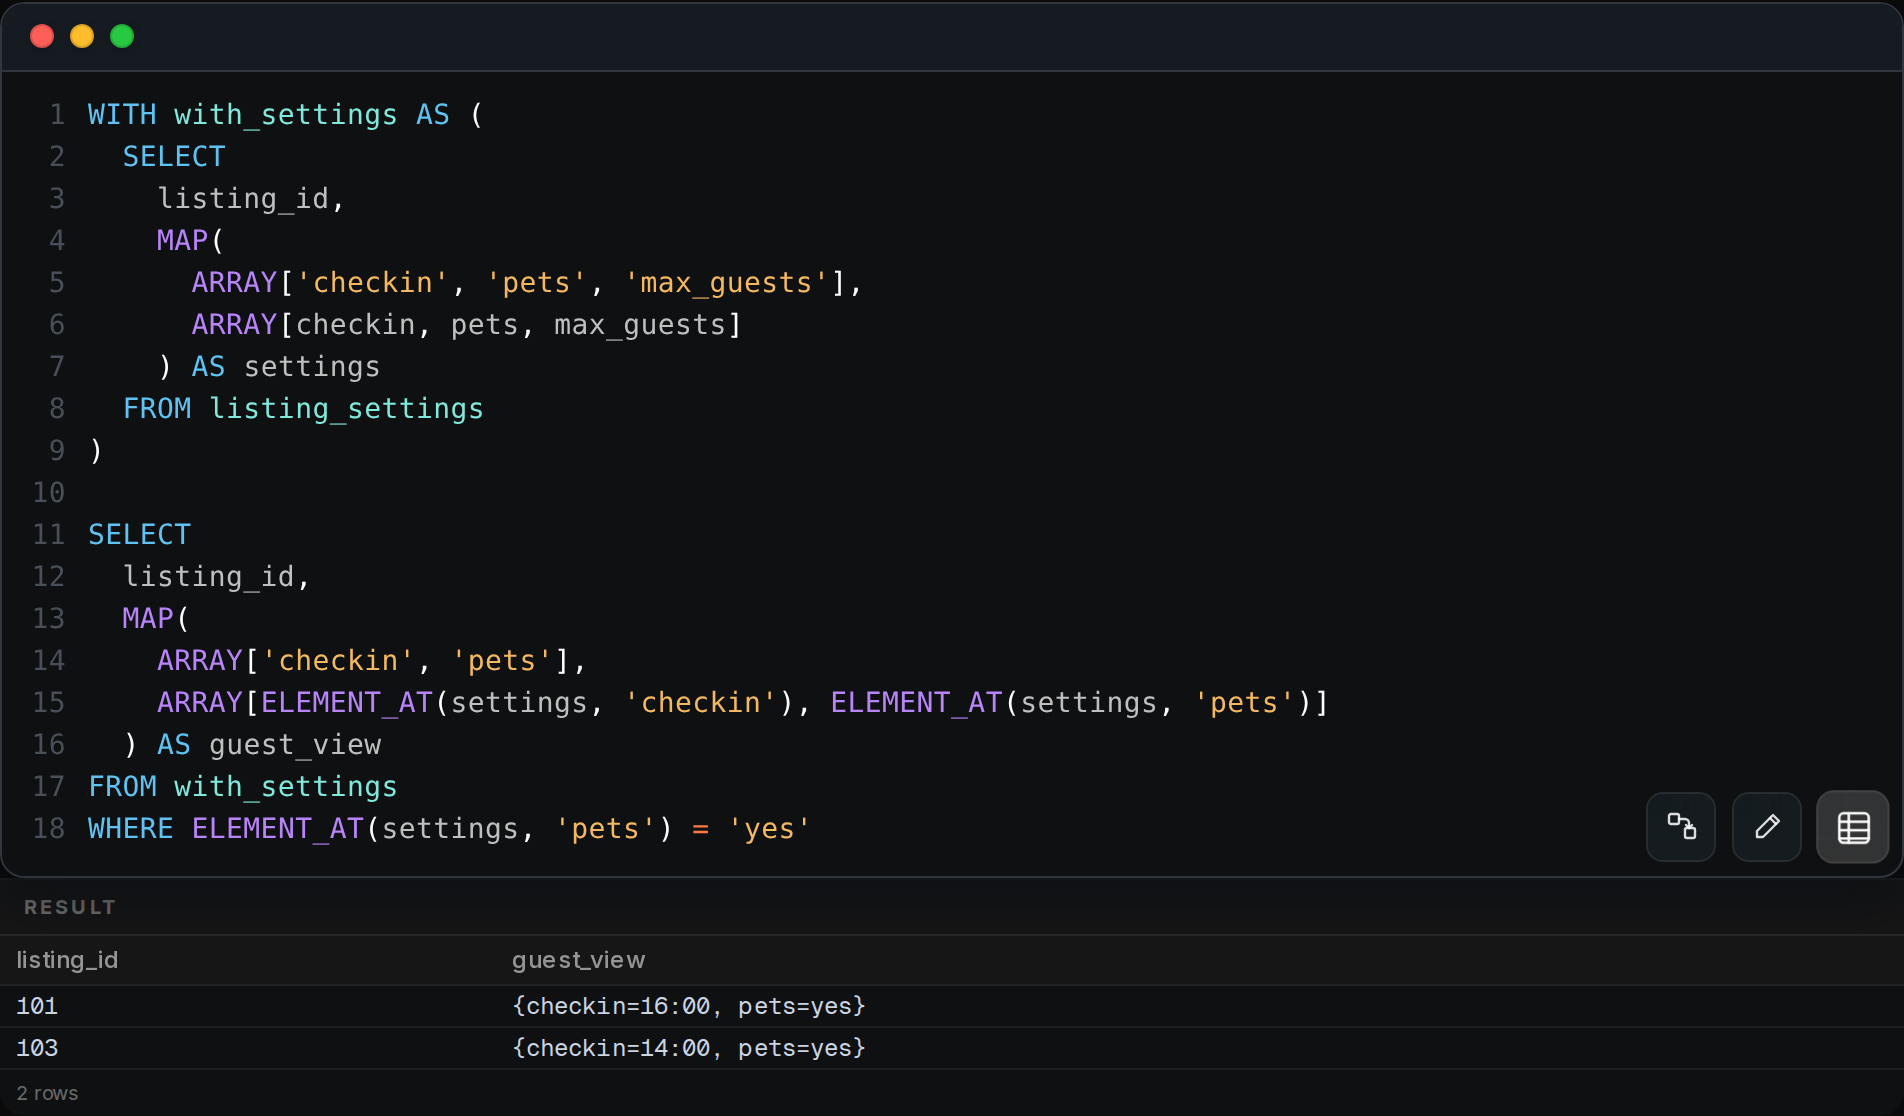 1 WITH with_settings AS (
2   SELECT
3     listing_id,
4     MAP(
5       ARRAY['checkin', 'pets', 'max_guests'],
6       ARRAY[checkin, pets, max_guests]
7     ) AS settings
8   FROM listing_settings
9 )
10
11 SELECT
12   listing_id,
13   MAP(
14     ARRAY['checkin', 'pets'],
15     ARRAY[ELEMENT_AT(settings, 'checkin'), ELEMENT_AT(settings, 'pets')]
16   ) AS guest_view
17 FROM with_settings
18 WHERE ELEMENT_AT(settings, 'pets') = 'yes'
RESULT
listing_id guest_view
101 {checkin=16:00, pets=yes}
103 {checkin=14:00, pets=yes}
2 rows